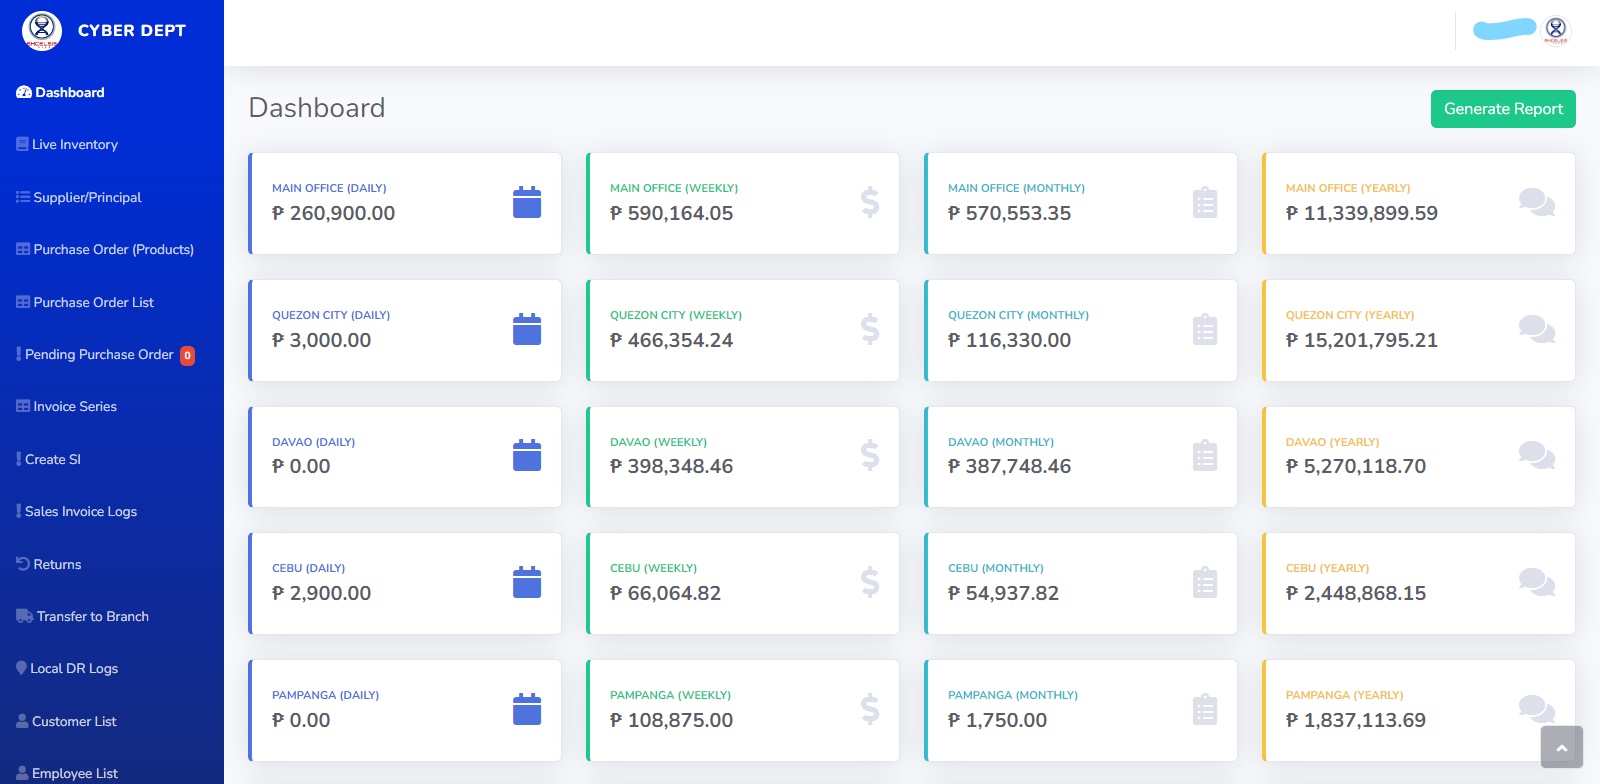 CYBER DEPT
Dashboard
Live Inventory
Supplier/Principal
Purchase Order (Products)
Purchase Order List
Pending Purchase Order 0
Invoice Series
Create SI
Sales Invoice Logs
Returns
Transfer to Branch
Local DR Logs
Customer List
Employee List
Dashboard
Generate Report
MAIN OFFICE (DAILY)
₱ 260,900.00
MAIN OFFICE (WEEKLY)
₱ 590,164.05
MAIN OFFICE (MONTHLY)
₱ 570,553.35
MAIN OFFICE (YEARLY)
₱ 11,339,899.59
QUEZON CITY (DAILY)
₱ 3,000.00
QUEZON CITY (WEEKLY)
₱ 466,354.24
QUEZON CITY (MONTHLY)
₱ 116,330.00
QUEZON CITY (YEARLY)
₱ 15,201,795.21
DAVAO (DAILY)
₱ 0.00
DAVAO (WEEKLY)
₱ 398,348.46
DAVAO (MONTHLY)
₱ 387,748.46
DAVAO (YEARLY)
₱ 5,270,118.70
CEBU (DAILY)
₱ 2,900.00
CEBU (WEEKLY)
₱ 66,064.82
CEBU (MONTHLY)
₱ 54,937.82
CEBU (YEARLY)
₱ 2,448,868.15
PAMPANGA (DAILY)
₱ 0.00
PAMPANGA (WEEKLY)
₱ 108,875.00
PAMPANGA (MONTHLY)
₱ 1,750.00
PAMPANGA (YEARLY)
₱ 1,837,113.69